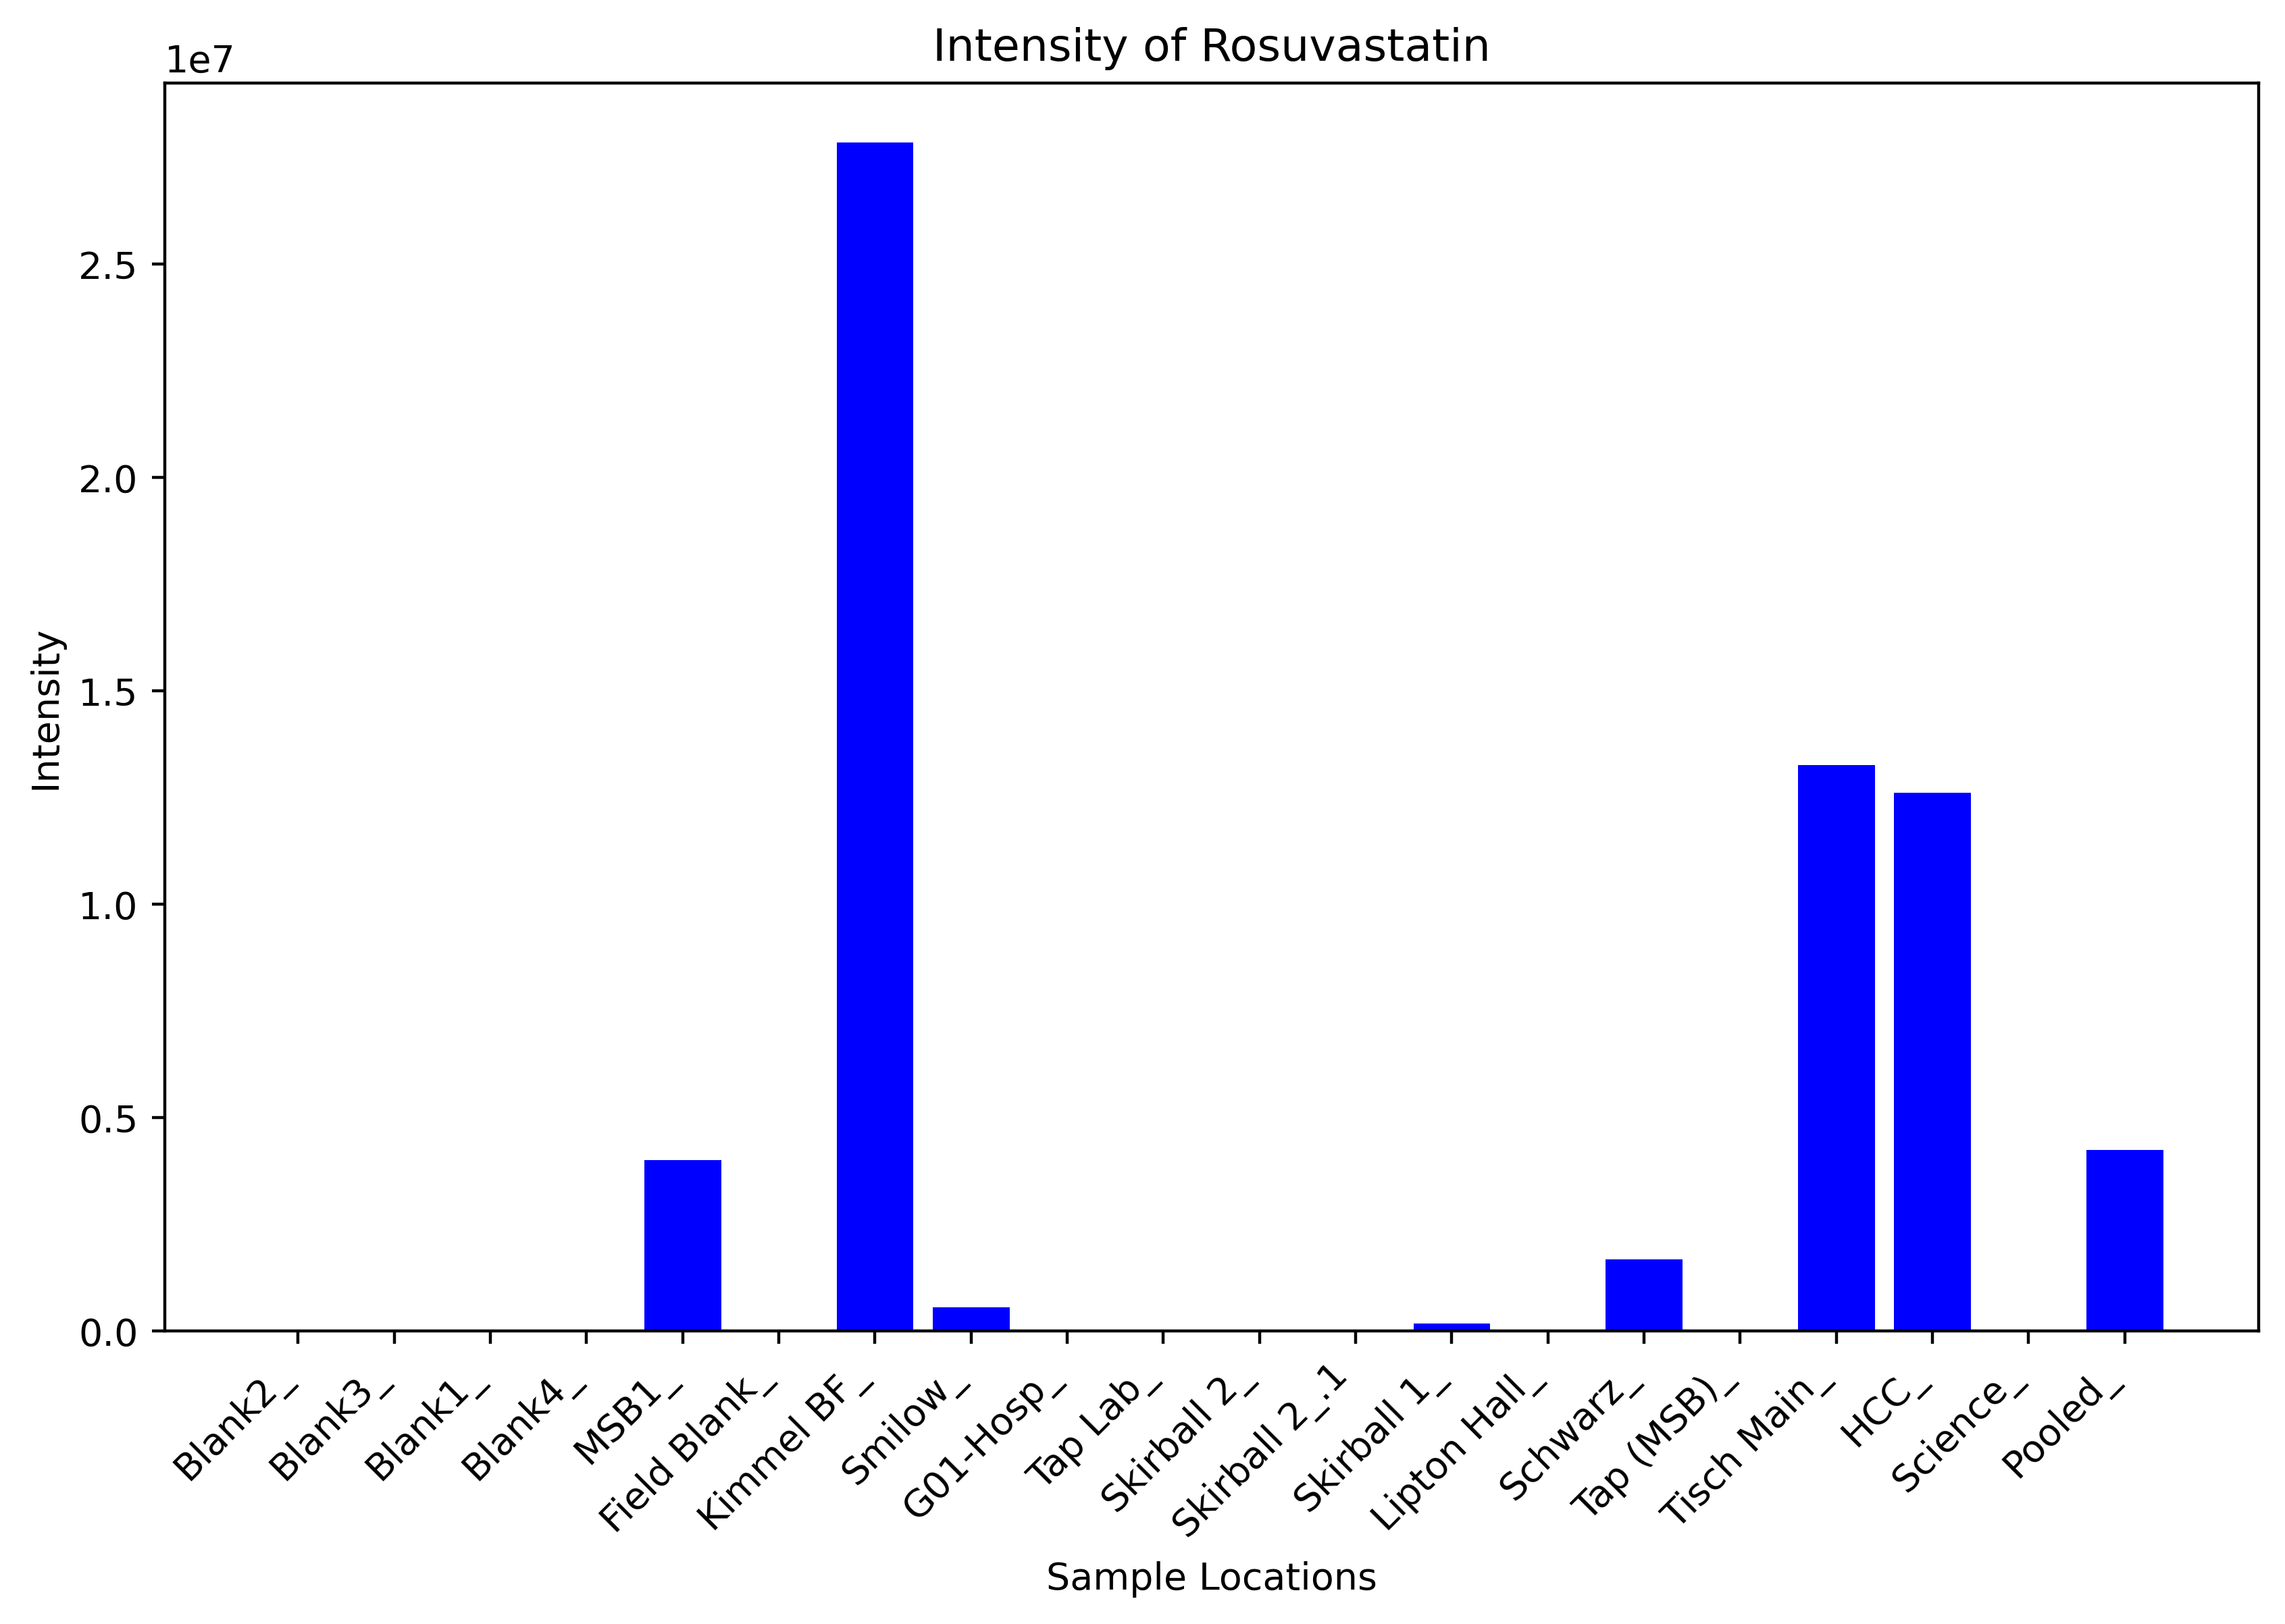 Intensity of Rosuvastatin
1e7
2.5
2.0
1.5
1.0
0.5
0.0
Intensity
Blank2_
Blank3_
Blank1_
Blank4_
MSB1_
Field Blank_
Kimmel BF_
Smilow_
G01-Hosp_
Tap Lab_
Skirball 2_
Skirball 2_.1
Skirball 1_
Lipton Hall_
Schwarz_
Tap (MSB)_
Tisch Main_
HCC_
Science_
Pooled_
Sample Locations